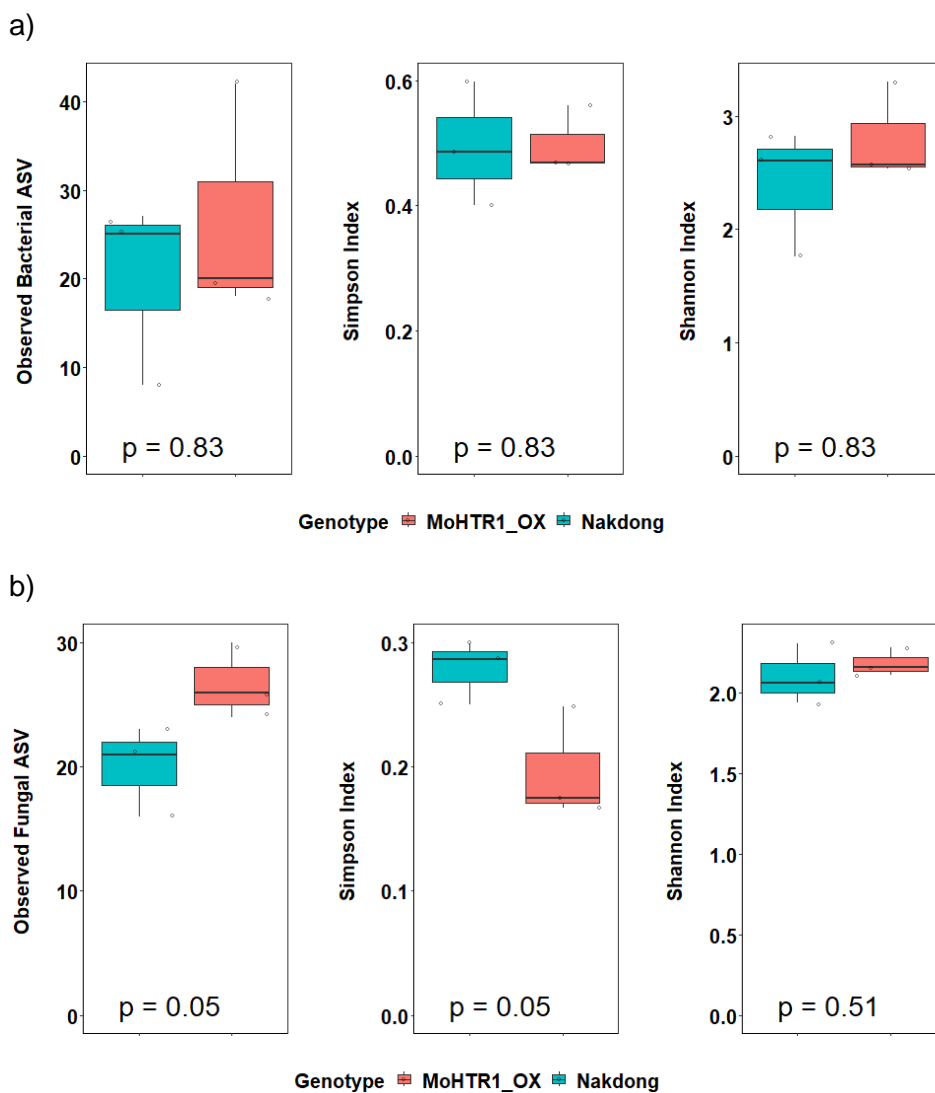 a)
Observed Bacterial ASV
40
30
20
10
0
p = 0.83
Simpson Index
0.6
0.4
0.2
0.0
p = 0.83
Shannon Index
3
2
1
0
p = 0.83
Genotype MoHTR1_OX Nakdong
b)
Observed Fungal ASV
30
20
10
0
p = 0.05
Simpson Index
0.3
0.2
0.1
0.0
p = 0.05
Shannon Index
2.0
1.5
1.0
0.5
0.0
p = 0.51
Genotype MoHTR1_OX Nakdong